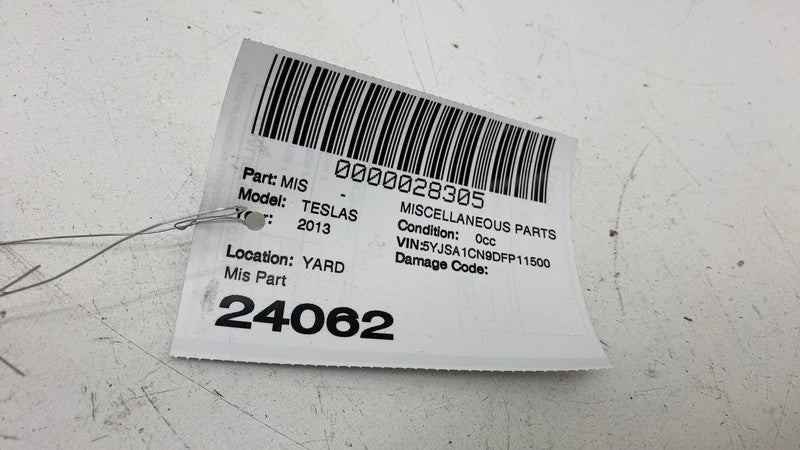 0000028305
Part: MIS - MISCELLANEOUS PARTS
Model: TESLAS Condition: 0cc
Year: 2013 VIN:5YJSA1CN9DFP11500
Damage Code:
Location: YARD
Mis Part
24062